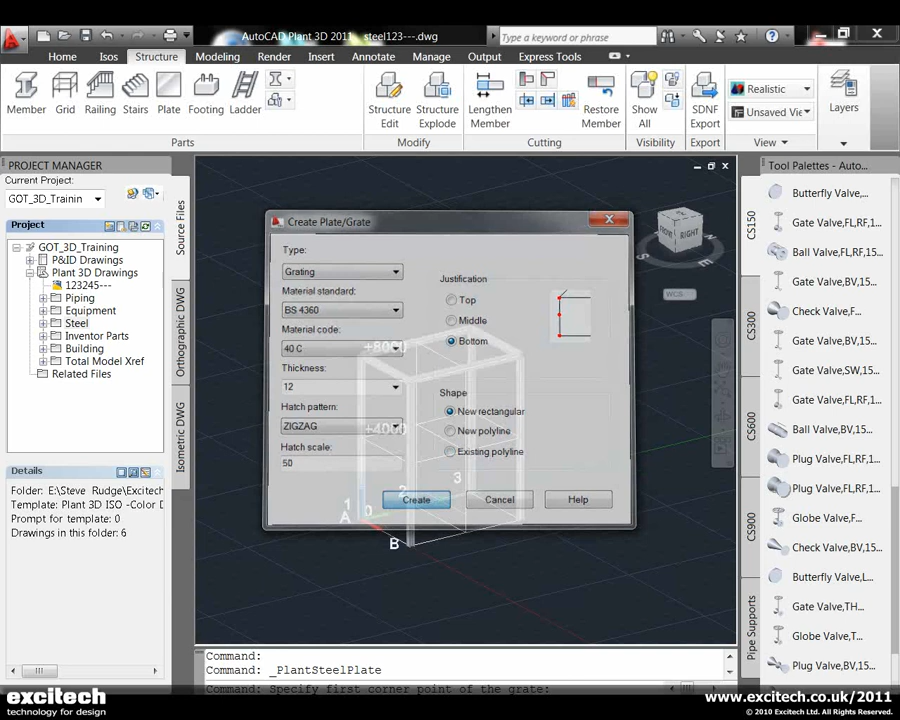 AutoCAD Plant 3D 2011 steel123---.dwg
Type a keyword or phrase
Home Isos Structure Modeling Render Insert Annotate Manage Output Express Tools
Member Grid Railing Stairs Plate Footing Ladder
Structure Edit Structure Explode
Lengthen Member Restore Member
Show All SDNF Export
Realistic
Unsaved Vie
Layers
Parts Modify Cutting Visibility Export View
PROJECT MANAGER
Current Project:
GOT_3D_Trainin
Project
GOT_3D_Training
P&ID Drawings
Plant 3D Drawings
123245---
Piping
Equipment
Steel
Inventor Parts
Building
Total Model Xref
Related Files
Source Files
Orthographic DWG
Isometric DWG
Details
Folder: E:\Steve Rudge\Excitech
Template: Plant 3D ISO -Color D
Prompt for template: 0
Drawings in this folder: 6
Create Plate/Grate
Type:
Grating
Material standard:
BS 4360
Material code:
40 C
Thickness:
12
Hatch pattern:
ZIGZAG
Hatch scale:
50
Justification
Top
Middle
Bottom
Shape
New rectangular
New polyline
Existing polyline
Create Cancel Help
+8000
+4000
1
2
3
0
A
B
FRONT RIGHT
E
WCS
Tool Palettes - Auto...
CS150
CS300
CS600
CS900
Pipe Supports
Butterfly Valve,...
Gate Valve,FL,RF,1...
Ball Valve,FL,RF,15...
Gate Valve,BV,15...
Check Valve,F...
Gate Valve,BV,15...
Gate Valve,SW,15...
Gate Valve,FL,RF,1...
Ball Valve,BV,15...
Plug Valve,FL,RF,1...
Plug Valve,FL,RF,1...
Globe Valve,F...
Check Valve,BV,15...
Butterfly Valve,L...
Gate Valve,TH...
Globe Valve,T...
Plug Valve,BV,15...
Command:
Command: _PlantSteelPlate
Command: Specify first corner point of the grate:
excitech
technology for design
www.excitech.co.uk/2011
© 2010 Excitech Ltd. All Rights Reserved.